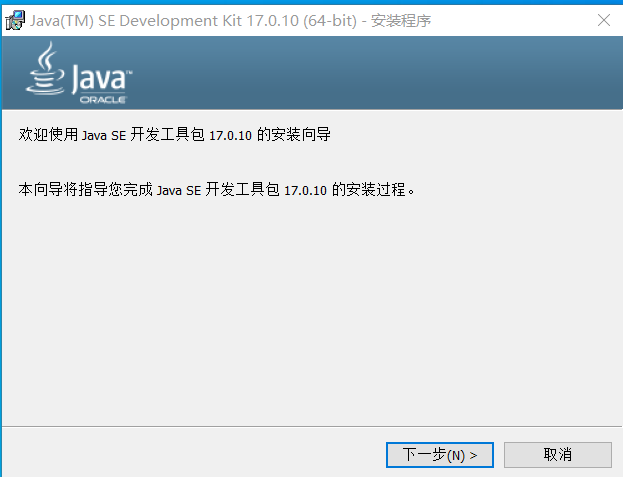 Java(TM) SE Development Kit 17.0.10 (64-bit) - 安装程序
Java™
ORACLE
欢迎使用 Java SE 开发工具包 17.0.10 的安装向导
本向导将指导您完成 Java SE 开发工具包 17.0.10 的安装过程。
下一步(N) >
取消